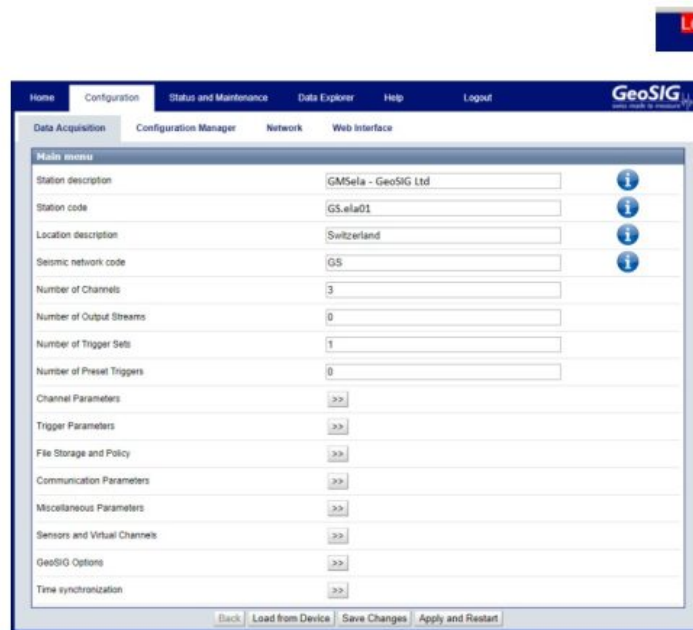 Home Configuration Status and Maintenance Data Explorer Help Logout GeoSIG
swiss made to measure
Data Acquisition Configuration Manager Network Web Interface
Main menu
Station description GMSela - GeoSIG Ltd
Station code GS.ela01
Location description Switzerland
Seismic network code GS
Number of Channels 3
Number of Output Streams 0
Number of Trigger Sets 1
Number of Preset Triggers 0
Channel Parameters >>
Trigger Parameters >>
File Storage and Policy >>
Communication Parameters >>
Miscellaneous Parameters >>
Sensors and Virtual Channels >>
GeoSIG Options >>
Time synchronization >>
Back Load from Device Save Changes Apply and Restart